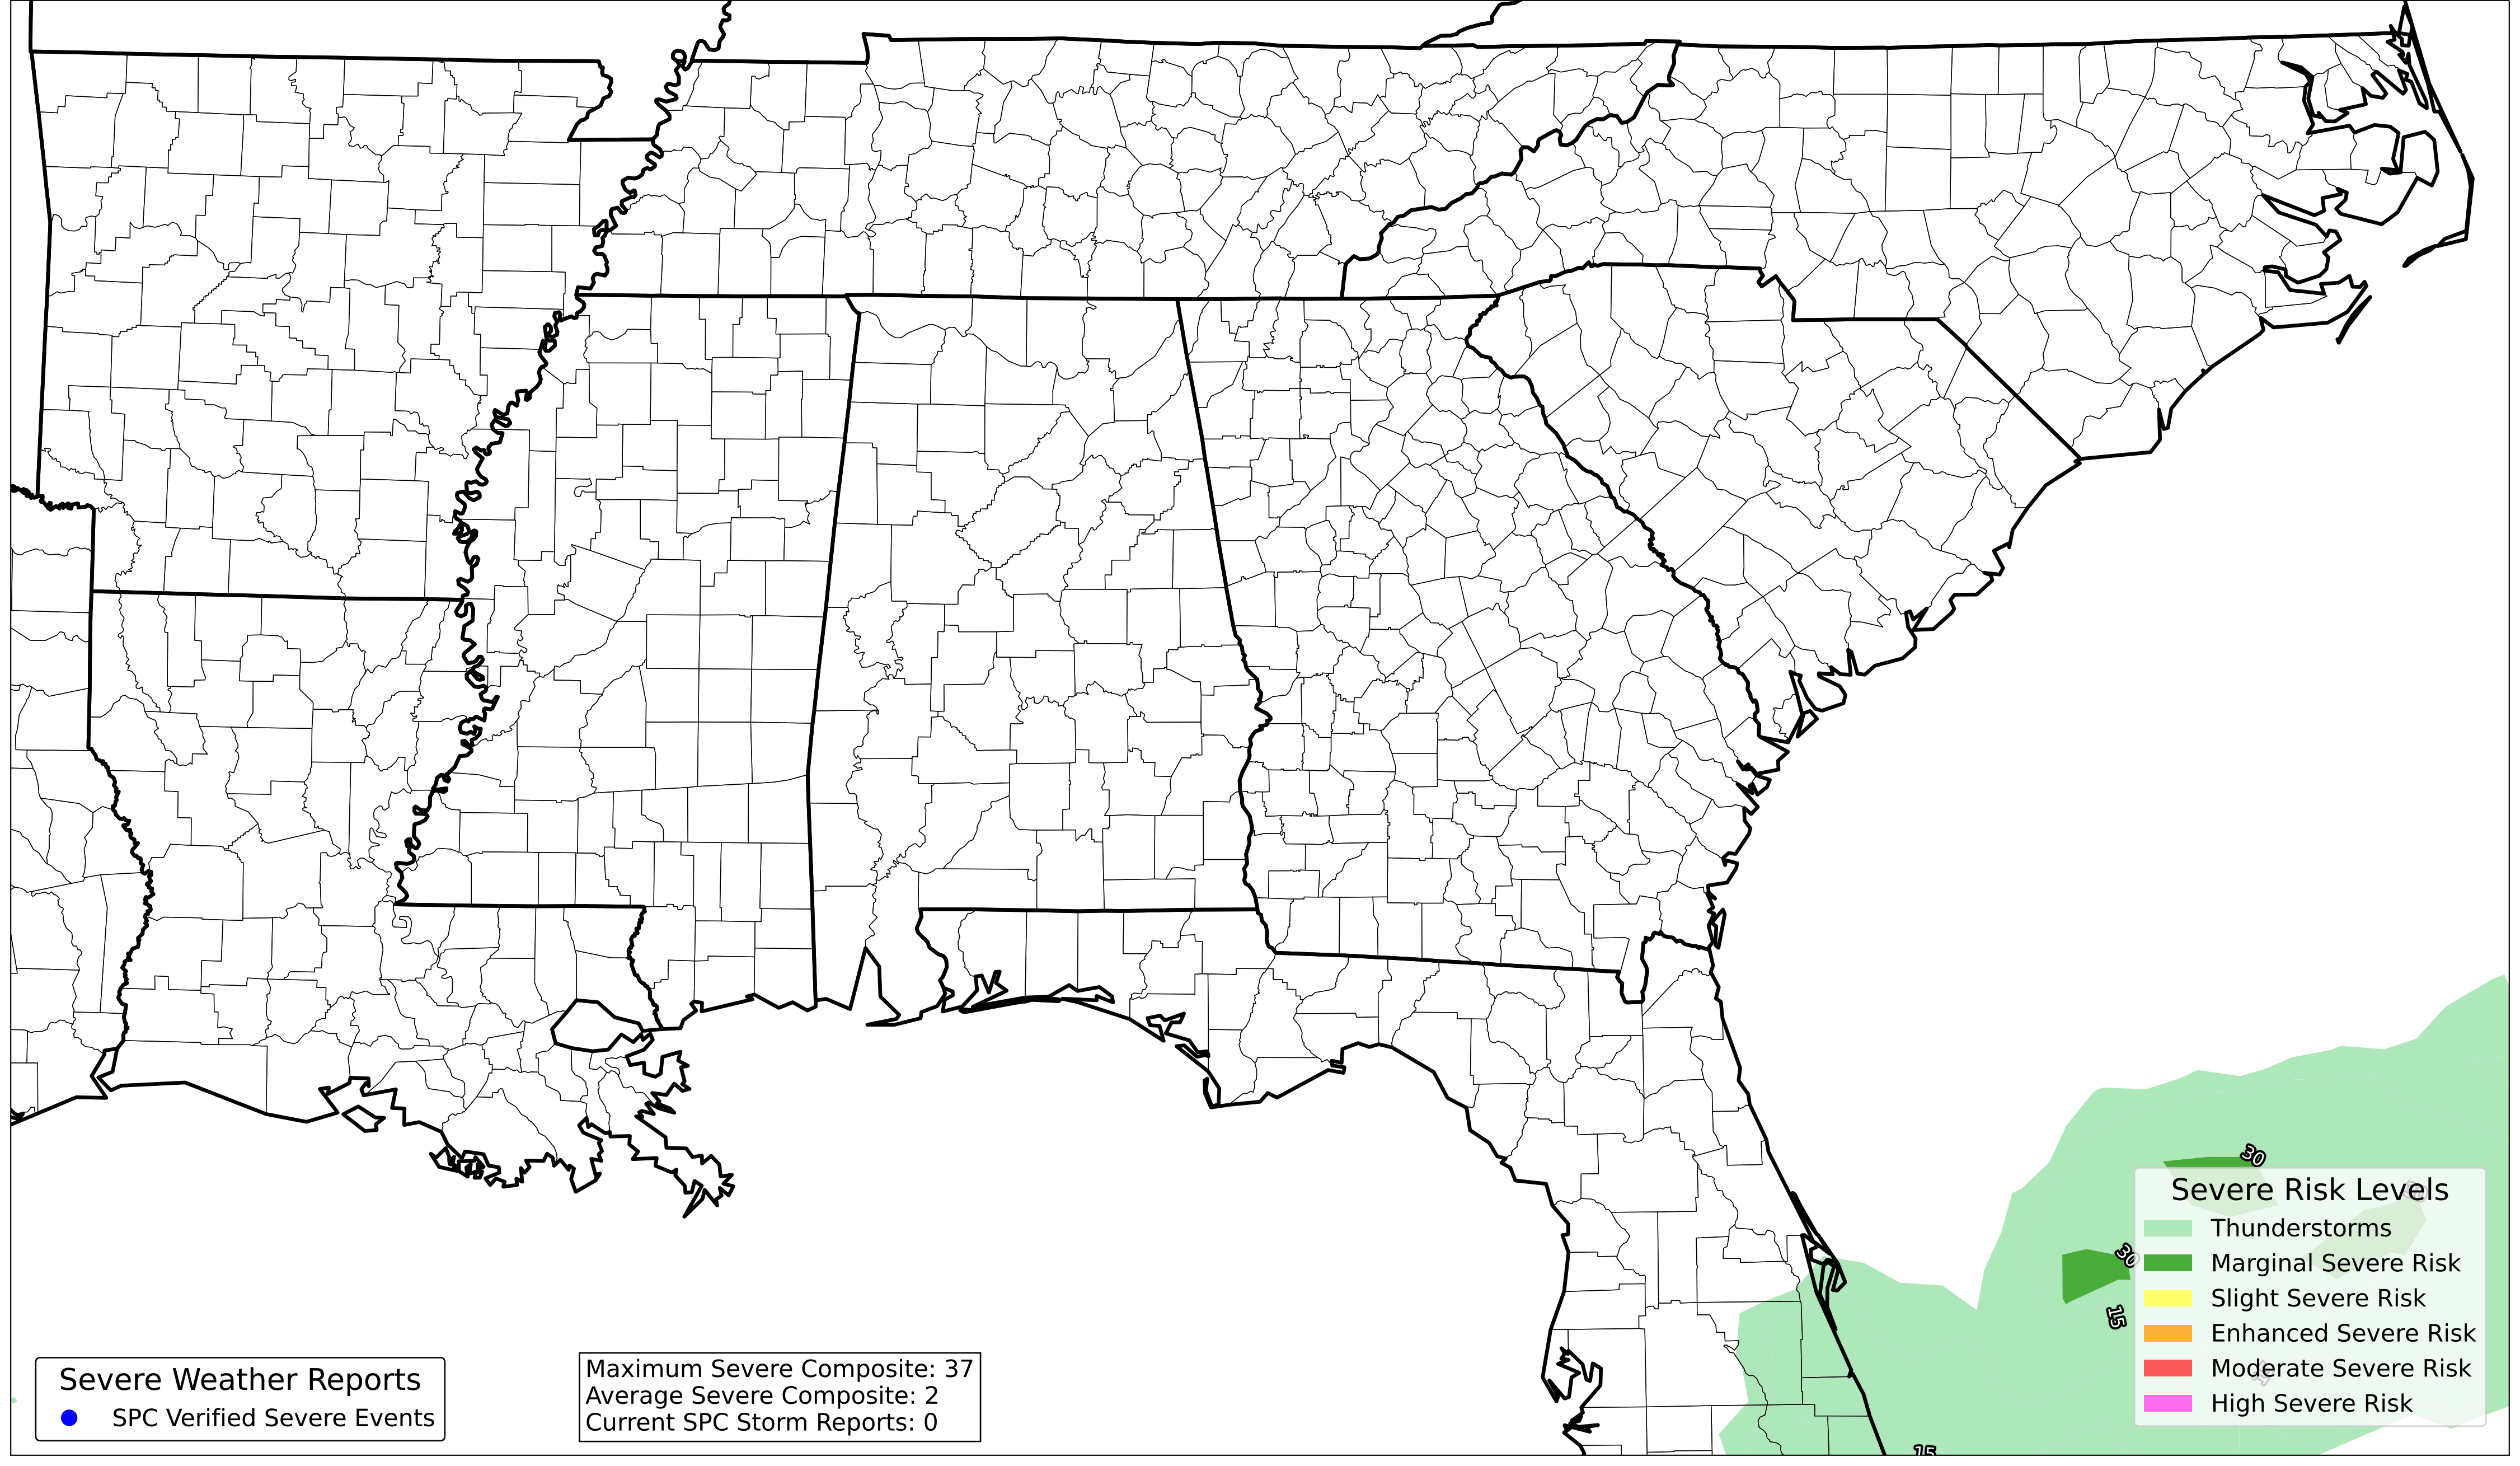 30
Severe Risk Levels
Thunderstorms
30
Marginal Severe Risk
Slight Severe Risk
15
Enhanced Severe Risk
Moderate Severe Risk
High Severe Risk
Severe Weather Reports
SPC Verified Severe Events
Maximum Severe Composite: 37
Average Severe Composite: 2
Current SPC Storm Reports: 0
15